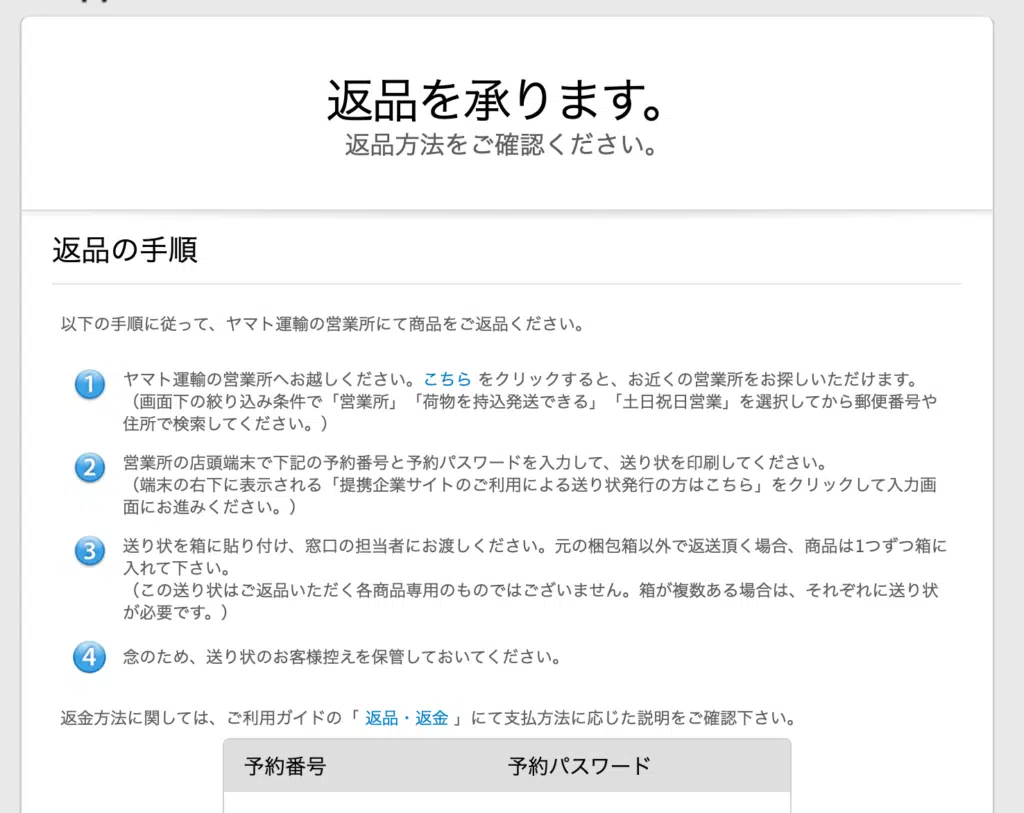 返品を承ります。
返品方法をご確認ください。
返品の手順
以下の手順に従って、ヤマト運輸の営業所にて商品をご返品ください。
1 ヤマト運輸の営業所へお越しください。こちら をクリックすると、お近くの営業所をお探しいただけます。
（画面下の絞り込み条件で「営業所」「荷物を持込発送できる」「土日祝日営業」を選択してから郵便番号や
住所で検索してください。）
2 営業所の店頭端末で下記の予約番号と予約パスワードを入力して、送り状を印刷してください。
（端末の右下に表示される「提携企業サイトのご利用による送り状発行の方はこちら」をクリックして入力画
面にお進みください。）
3 送り状を箱に貼り付け、窓口の担当者にお渡しください。元の梱包箱以外で返送頂く場合、商品は1つずつ箱に
入れて下さい。
（この送り状はご返品いただく各商品専用のものではございません。箱が複数ある場合は、それぞれに送り状
が必要です。）
4 念のため、送り状のお客様控えを保管しておいてください。
返金方法に関しては、ご利用ガイドの「 返品・返金 」にて支払方法に応じた説明をご確認下さい。
予約番号 予約パスワード